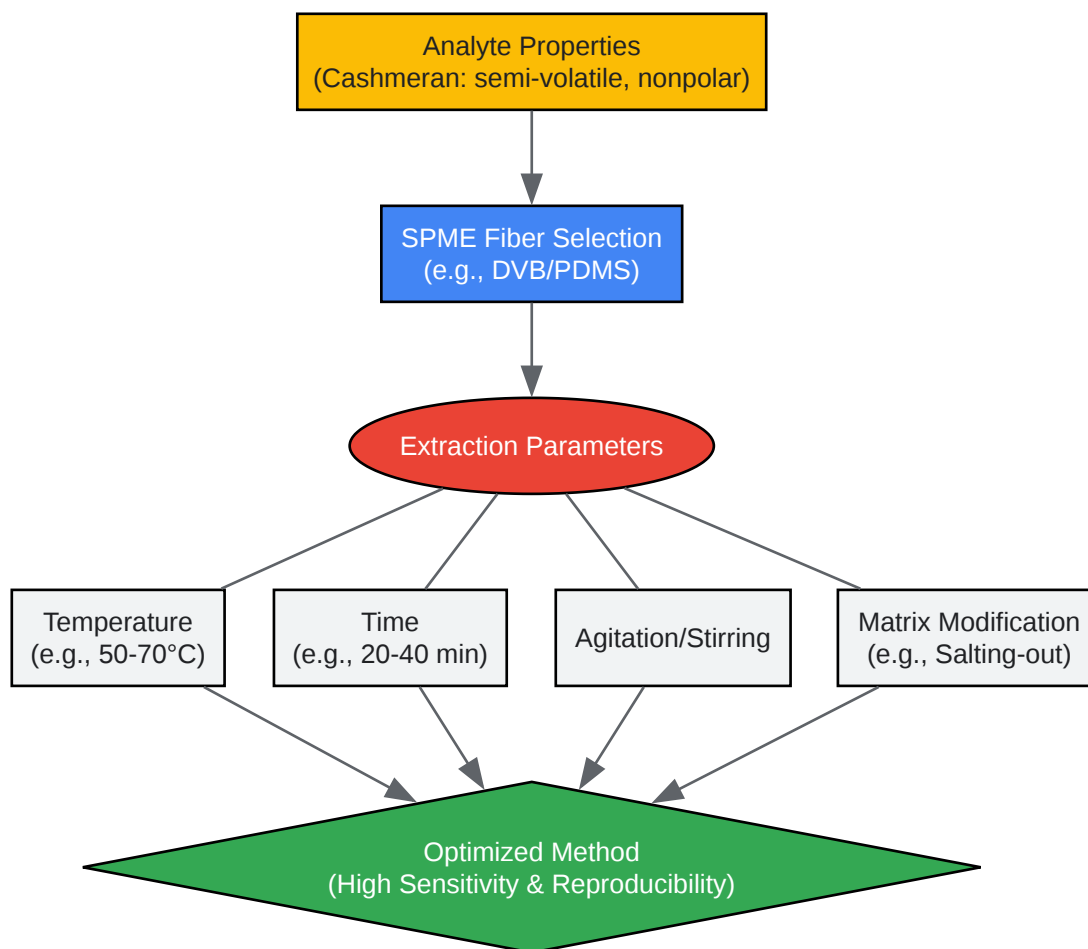 Analyte Properties
(Cashmeran: semi-volatile, nonpolar)
SPME Fiber Selection
(e.g., DVB/PDMS)
Extraction Parameters
Temperature
(e.g., 50-70°C)
Time
(e.g., 20-40 min)
Agitation/Stirring
Matrix Modification
(e.g., Salting-out)
Optimized Method
(High Sensitivity & Reproducibility)